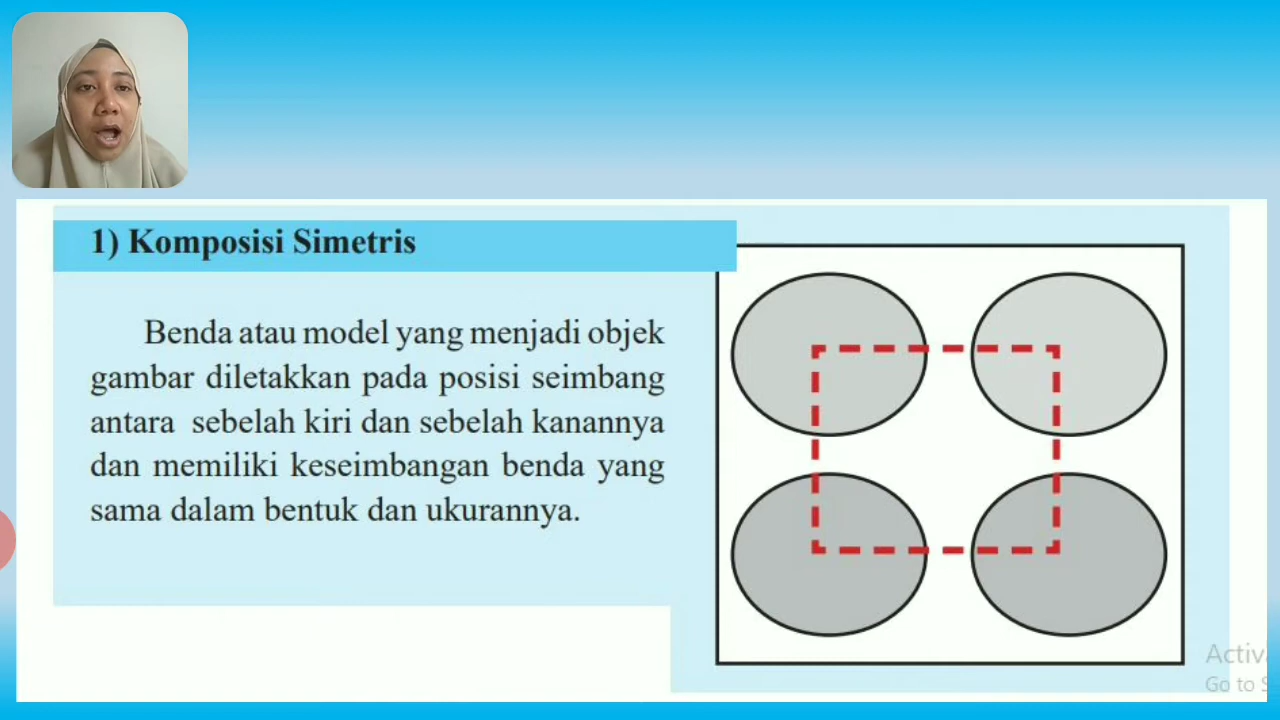 1) Komposisi Simetris
Benda atau model yang menjadi objek
gambar diletakkan pada posisi seimbang
antara sebelah kiri dan sebelah kanannya
dan memiliki keseimbangan benda yang
sama dalam bentuk dan ukurannya.
Go to